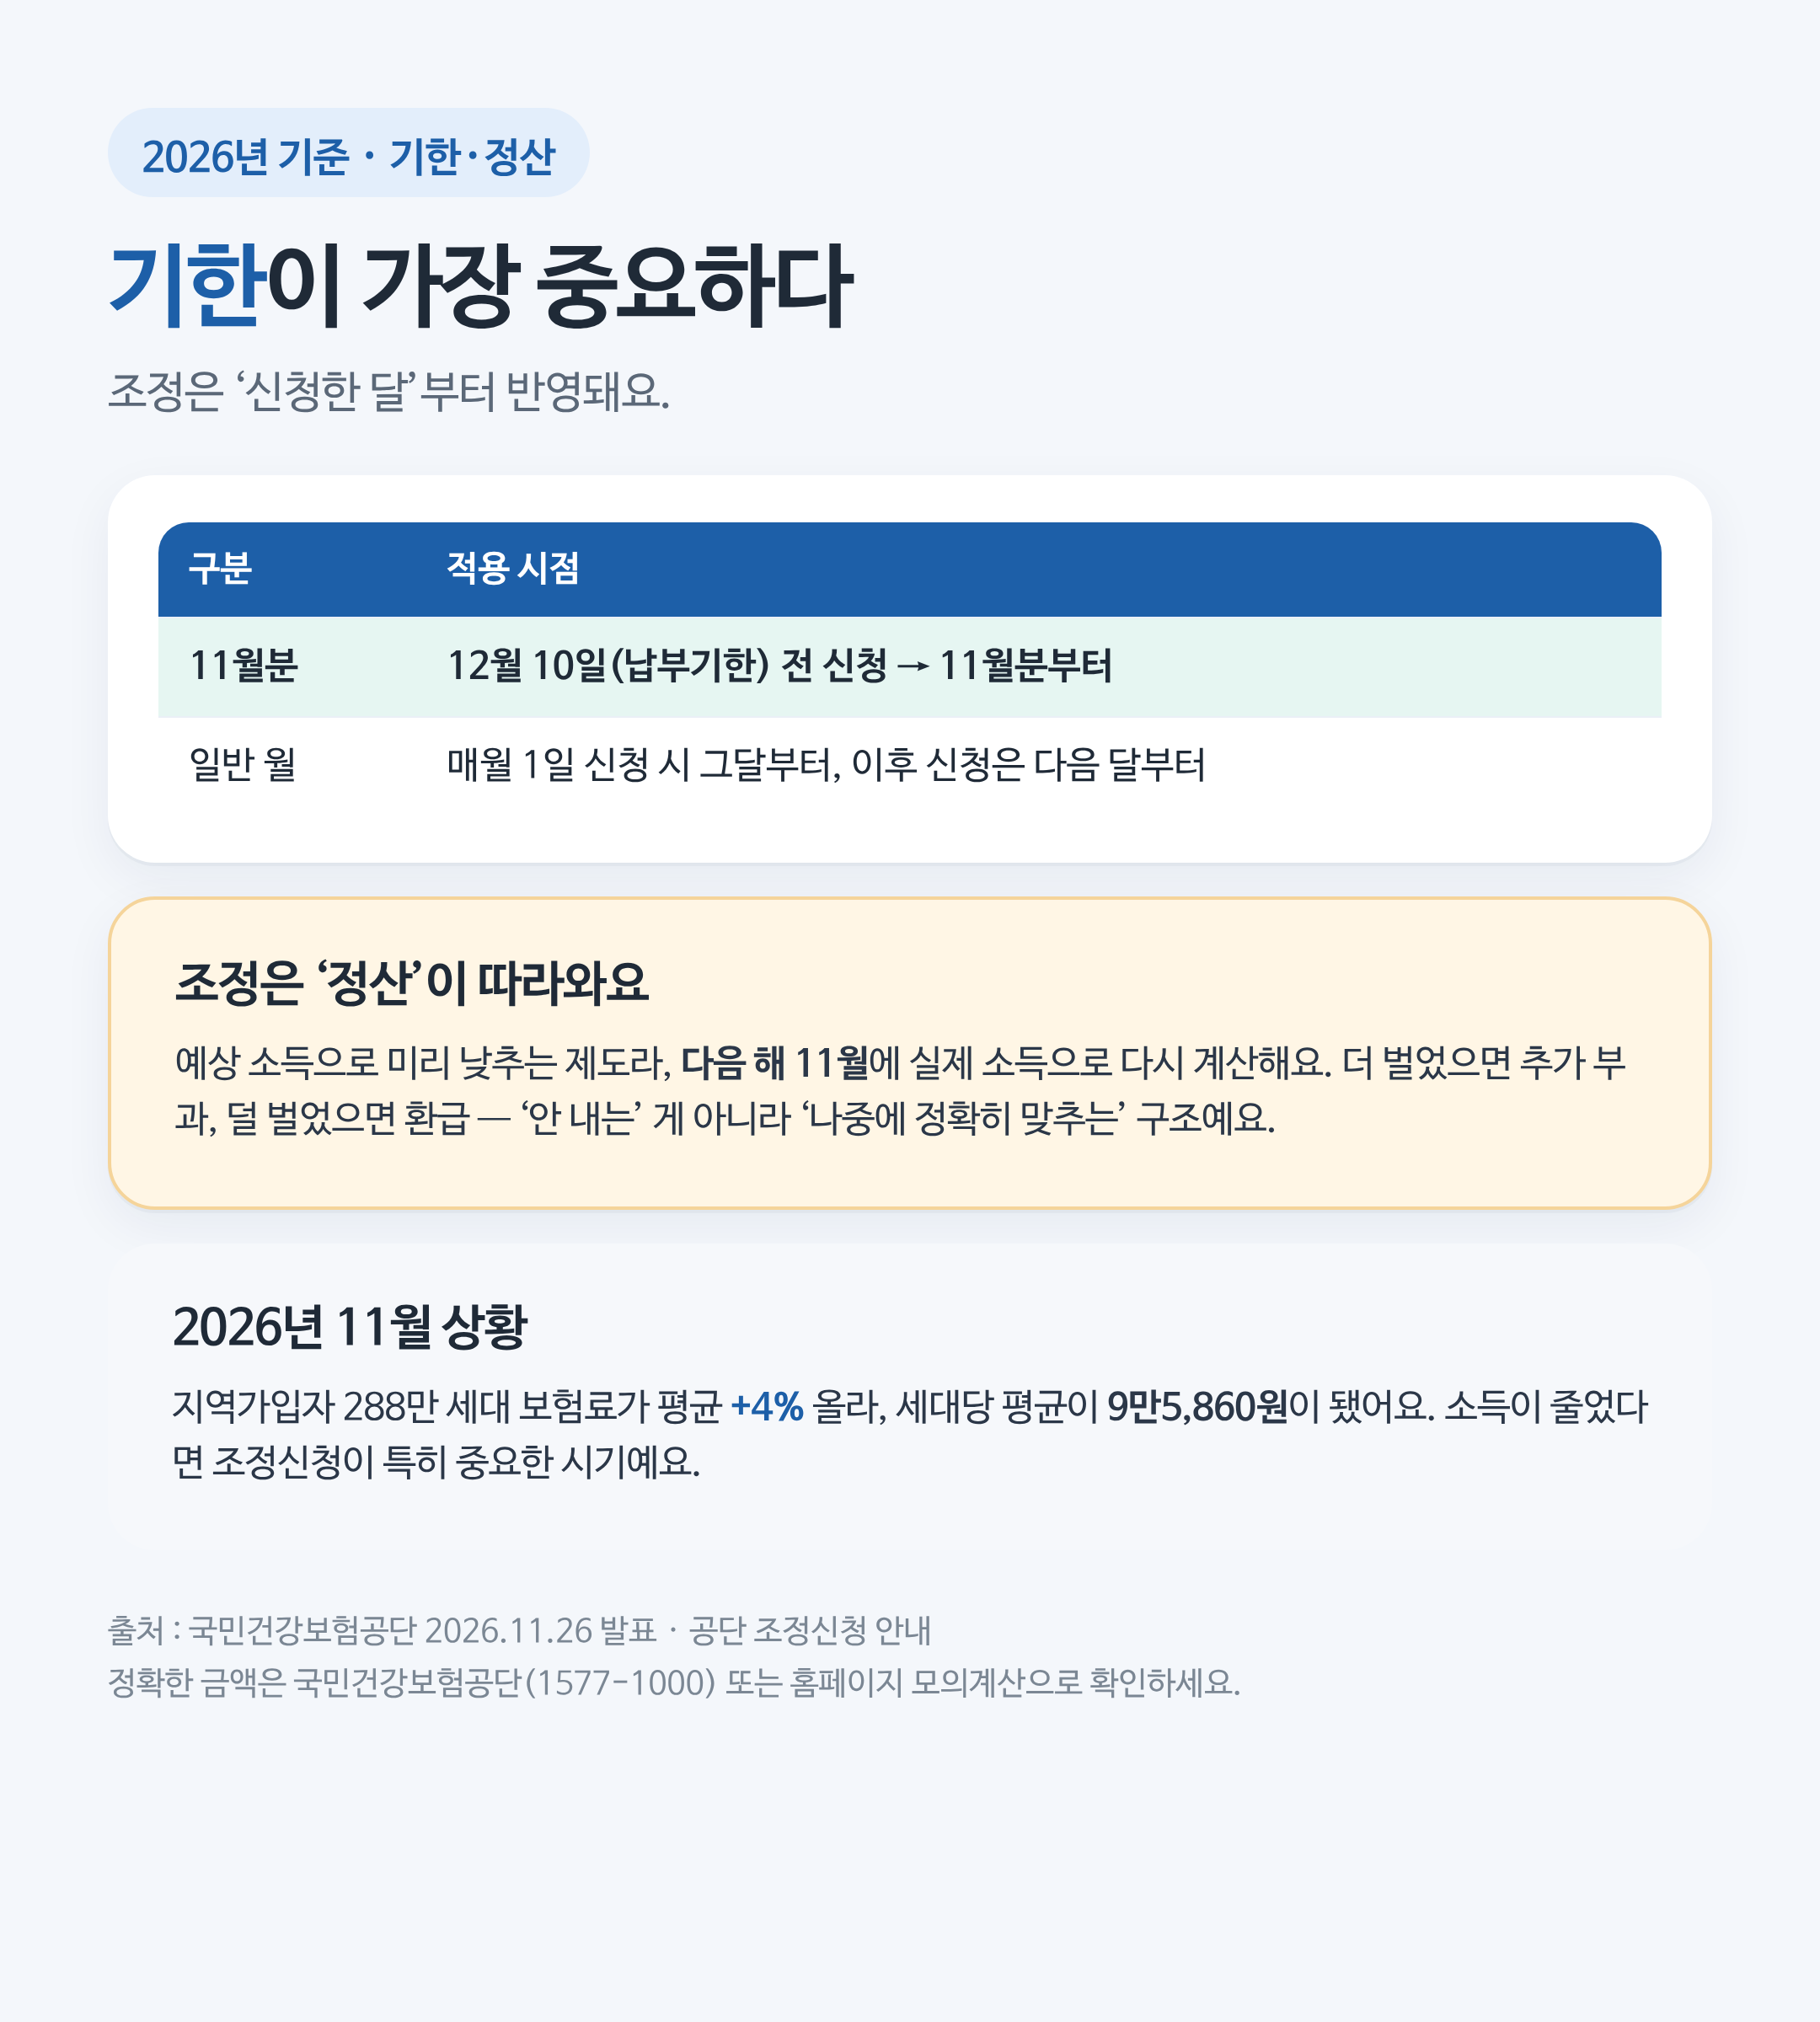 2026년 기준 · 기한·정산
기한이 가장 중요하다
조정은 ‘신청한 달’부터 반영돼요.
구분 적용 시점
11월분 12월 10일(납부기한) 전 신청 → 11월분부터
일반 월 매월 1일 신청 시 그달부터, 이후 신청은 다음 달부터
조정은 ‘정산’이 따라와요
예상 소득으로 미리 낮추는 제도라, 다음 해 11월에 실제 소득으로 다시 계산해요. 더 벌었으면 추가 부
과, 덜 벌었으면 환급 — ‘안 내는’ 게 아니라 ‘나중에 정확히 맞추는’ 구조예요.
2026년 11월 상황
지역가입자 288만 세대 보험료가 평균 +4% 올라, 세대당 평균이 9만5,860원이 됐어요. 소득이 줄었다
면 조정신청이 특히 중요한 시기예요.
출처 : 국민건강보험공단 2026.11.26 발표 · 공단 조정신청 안내
정확한 금액은 국민건강보험공단(1577-1000) 또는 홈페이지 모의계산으로 확인하세요.